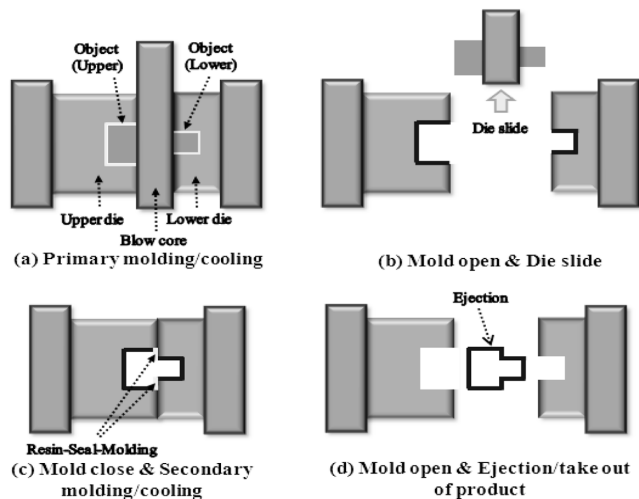 Object
(Upper)
Object
(Lower)
Upper die
Lower die
Blow core
(a) Primary molding/cooling
Die slide
(b) Mold open & Die slide
Resin-Seal-Molding
(c) Mold close & Secondary
molding/cooling
Ejection
(d) Mold open & Ejection/take out
of product